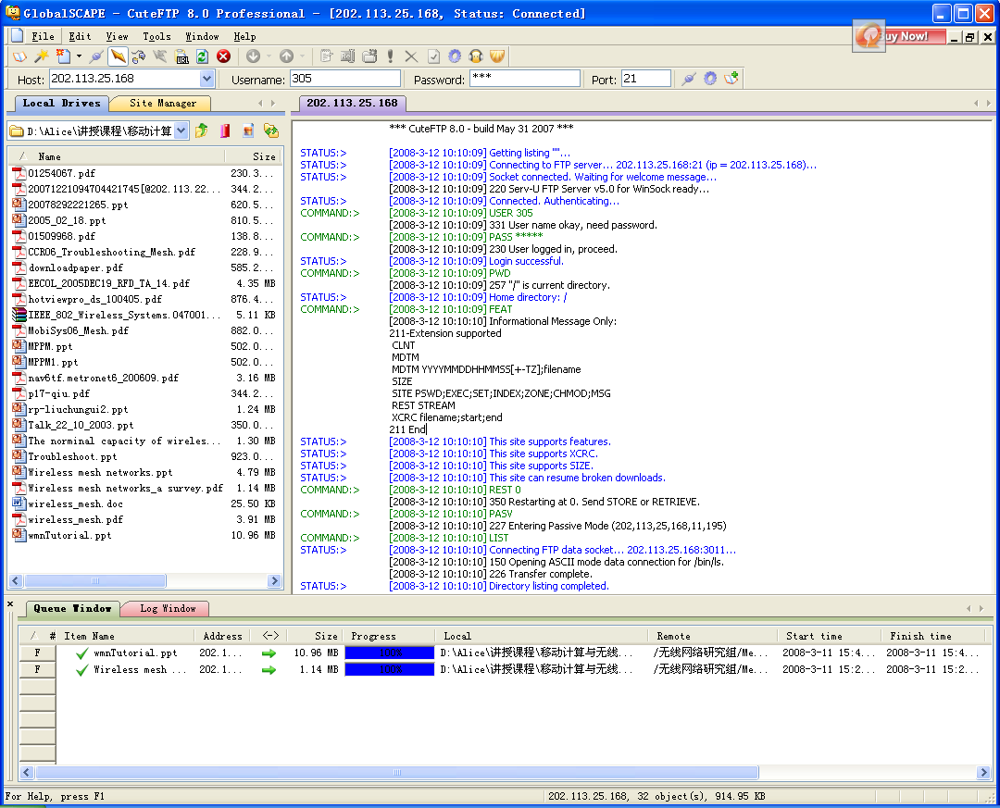 GlobalSCAPE - CuteFTP 8.0 Professional - [202.113.25.168, Status: Connected]
File Edit View Tools Window Help
Buy Now!
URL
Host: 202.113.25.168 Username: 305 Password: *** Port: 21
Local Drives Site Manager
202.113.25.168
D:\Alice\讲授课程\移动计算
/ Name Size
01254067.pdf 230.3...
20071221094704421745[@202.113.22... 344.2...
20078292221265.ppt 620.5...
2005_02_18.ppt 810.5...
01509968.pdf 138.8...
CCR06_Troubleshooting_Mesh.pdf 228.9...
downloadpaper.pdf 585.2...
EECOL_2005DEC19_RFD_TA_14.pdf 4.35 MB
hotviewpro_ds_100405.pdf 876.4...
IEEE_802_Wireless_Systems.047001... 5.11 KB
MobiSys06_Mesh.pdf 882.0...
MPPM.ppt 502.0...
MPPM1.ppt 502.0...
nav6tf.metronet6_200609.pdf 3.16 MB
p17-qiu.pdf 344.2...
rp-liuchungui2.ppt 1.24 MB
Talk_22_10_2003.ppt 350.0...
The norminal capacity of wireles... 1.30 MB
Troubleshoot.ppt 923.0...
Wireless mesh networks.ppt 4.79 MB
Wireless mesh networks_a survey.pdf 1.14 MB
wireless_mesh.doc 25.50 KB
wireless_mesh.pdf 3.91 MB
wmnTutorial.ppt 10.96 MB
*** CuteFTP 8.0 - build May 31 2007 ***
STATUS:> [2008-3-12 10:10:09] Getting listing ""...
STATUS:> [2008-3-12 10:10:09] Connecting to FTP server... 202.113.25.168:21 (ip = 202.113.25.168)...
STATUS:> [2008-3-12 10:10:09] Socket connected. Waiting for welcome message...
[2008-3-12 10:10:09] 220 Serv-U FTP Server v5.0 for WinSock ready...
STATUS:> [2008-3-12 10:10:09] Connected. Authenticating...
COMMAND:> [2008-3-12 10:10:09] USER 305
[2008-3-12 10:10:09] 331 User name okay, need password.
COMMAND:> [2008-3-12 10:10:09] PASS *****
[2008-3-12 10:10:09] 230 User logged in, proceed.
STATUS:> [2008-3-12 10:10:09] Login successful.
COMMAND:> [2008-3-12 10:10:09] PWD
[2008-3-12 10:10:09] 257 "/" is current directory.
STATUS:> [2008-3-12 10:10:09] Home directory: /
COMMAND:> [2008-3-12 10:10:09] FEAT
[2008-3-12 10:10:10] Informational Message Only:
211-Extension supported
CLNT
MDTM
MDTM YYYYMMDDHHMMSS[+-TZ];filename
SIZE
SITE PSWD;EXEC;SET;INDEX;ZONE;CHMOD;MSG
REST STREAM
XCRC filename;start;end
211 End
STATUS:> [2008-3-12 10:10:10] This site supports features.
STATUS:> [2008-3-12 10:10:10] This site supports XCRC.
STATUS:> [2008-3-12 10:10:10] This site supports SIZE.
STATUS:> [2008-3-12 10:10:10] This site can resume broken downloads.
COMMAND:> [2008-3-12 10:10:10] REST 0
[2008-3-12 10:10:10] 350 Restarting at 0. Send STORE or RETRIEVE.
COMMAND:> [2008-3-12 10:10:10] PASV
[2008-3-12 10:10:10] 227 Entering Passive Mode (202,113,25,168,11,195)
COMMAND:> [2008-3-12 10:10:10] LIST
STATUS:> [2008-3-12 10:10:10] Connecting FTP data socket... 202.113.25.168:3011...
[2008-3-12 10:10:10] 150 Opening ASCII mode data connection for /bin/ls.
[2008-3-12 10:10:10] 226 Transfer complete.
STATUS:> [2008-3-12 10:10:10] Directory listing completed.
Queue Window Log Window
/ # Item Name Address <-> Size Progress Local Remote Start time Finish time
F wmnTutorial.ppt 202.1... 10.96 MB 100% D:\Alice\讲授课程\移动计算与无线... /无线网络研究组/Me... 2008-3-11 15:4... 2008-3-11 15:4...
F Wireless mesh ... 202.1... 1.14 MB 100% D:\Alice\讲授课程\移动计算与无线... /无线网络研究组/Me... 2008-3-11 15:2... 2008-3-11 15:2...
For Help, press F1
202.113.25.168, 32 object(s), 914.95 KB